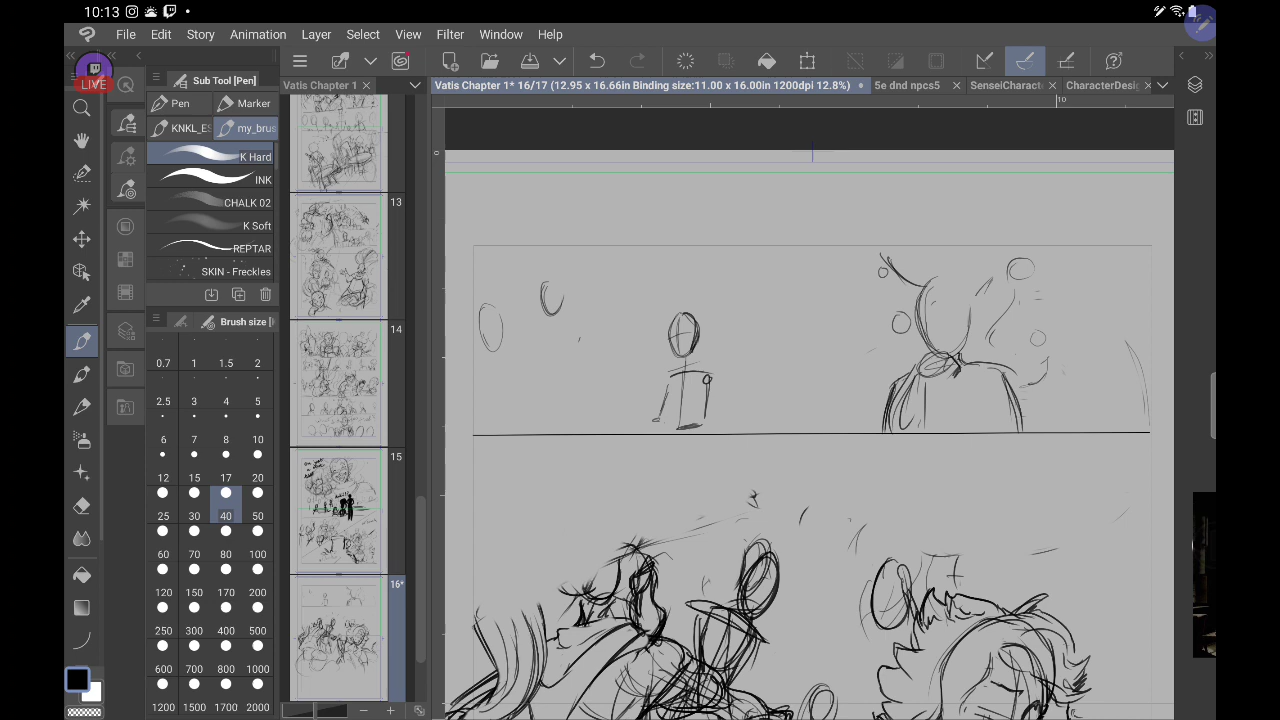 10:13
File Edit Story Animation Layer Select View Filter Window Help
LIVE
Sub Tool [Pen]
Vatis Chapter 1
Vatis Chapter 1* 16/17 (12.95 x 16.66in Binding size:11.00 x 16.00in 1200dpi 12.8%)
5e dnd npcs5
SenseiCharact
CharacterDesig
Pen Marker
KNKL_ES my_brus
K Hard
INK
CHALK 02
K Soft
REPTAR
SKIN - Freckles
Brush size [
0.7 1 1.5 2
2.5 3 4 5
6 7 8 10
12 15 17 20
25 30 40 50
60 70 80 100
120 150 170 200
250 300 400 500
600 700 800 1000
1200 1500 1700 2000
13
14
15
16*
0
10